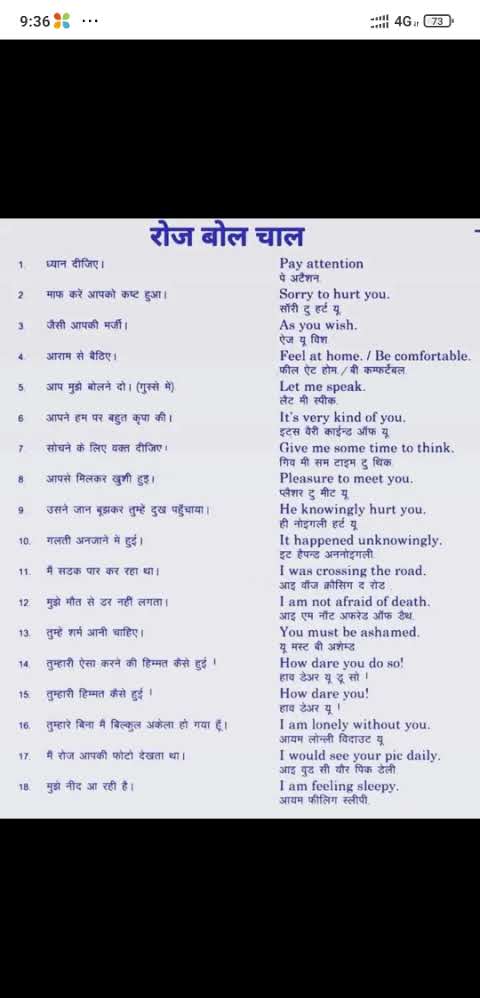 9:36
4G
73
रोज बोल चाल
1. ध्यान दीजिए।
Pay attention
पे अटैशन.
2 माफ करें आपको कष्ट हुआ।
Sorry to hurt you.
सॉरी टु हर्ट यू
3. जैसी आपकी मर्जी।
As you wish.
ऐज यू विश
4. आराम से बैठिए।
Feel at home. / Be comfortable.
फील ऐट होम. / बी कम्फर्टेबल.
5. आप मुझे बोलने दो। (गुस्से में)
Let me speak.
लैट मी स्पीक.
6 आपने हम पर बहुत कृपा की।
It's very kind of you.
इटस वैरी काईन्ड ऑफ यू
7. सोचने के लिए वक्त दीजिए।
Give me some time to think.
गिव मी सम टाइम टु थिंक.
8 आपसे मिलकर खुशी हुइ।
Pleasure to meet you.
प्लैशर टु मीट यू
9. उसने जान बूझकर तुम्हे दुख पहुँचाया।
He knowingly hurt you.
ही नोइगली हर्ट यू
10. गलती अनजाने में हुई।
It happened unknowingly.
इट हैपन्ड अननोइगली.
11. मैं सडक पार कर रहा था।
I was crossing the road.
आइ वॉज क्रौसिंग द रोड
12. मुझे मौत से डर नहीं लगता।
I am not afraid of death.
आइ एम नॉट अफरेड ऑफ डैथ.
13. तुम्हे शर्म आनी चाहिए।
You must be ashamed.
यू मस्ट बी अशेम्ड
14. तुम्हारी ऐसा करने की हिम्मत कैसे हुई !
How dare you do so!
हाव डेअर यू डू सो !
15. तुम्हारी हिम्मत कैसे हुई !
How dare you!
हाव डेअर यू !
16. तुम्हारे बिना मैं बिल्कुल अकेला हो गया हूँ।
I am lonely without you.
आयम लोन्ली विदाउट यू
17. मैं रोज आपकी फोटो देखता था।
I would see your pic daily.
आइ वुड सी यौर पिक डेली
18. मुझे नीद आ रही है।
I am feeling sleepy.
आयम फीलिंग स्लीपी.